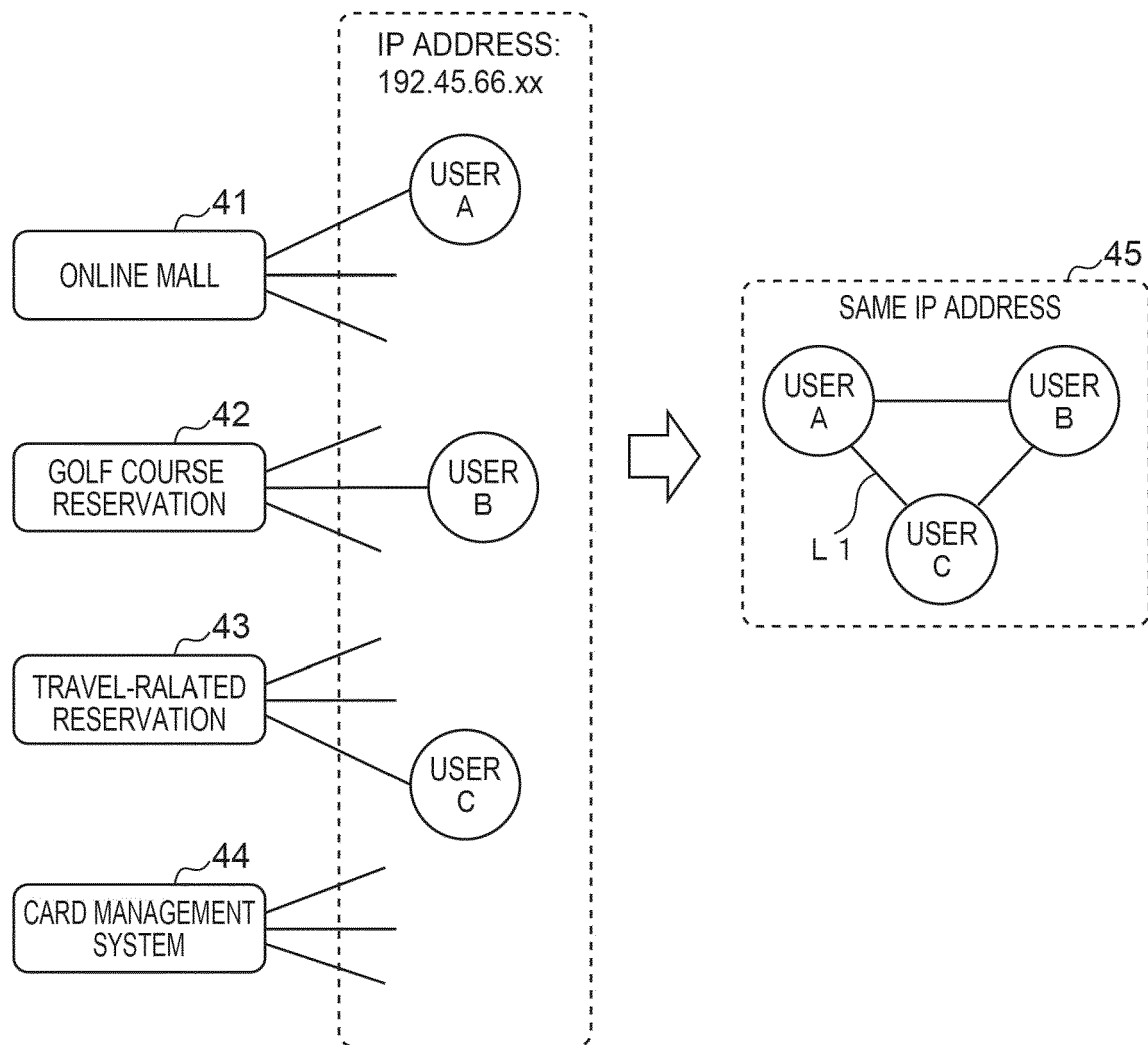 IP ADDRESS:
192.45.66.xx
USER
A
41
ONLINE MALL
42
GOLF COURSE
RESERVATION
USER
B
43
TRAVEL-RALATED
RESERVATION
USER
C
44
CARD MANAGEMENT
SYSTEM
45
SAME IP ADDRESS
USER
A
USER
B
L 1
USER
C